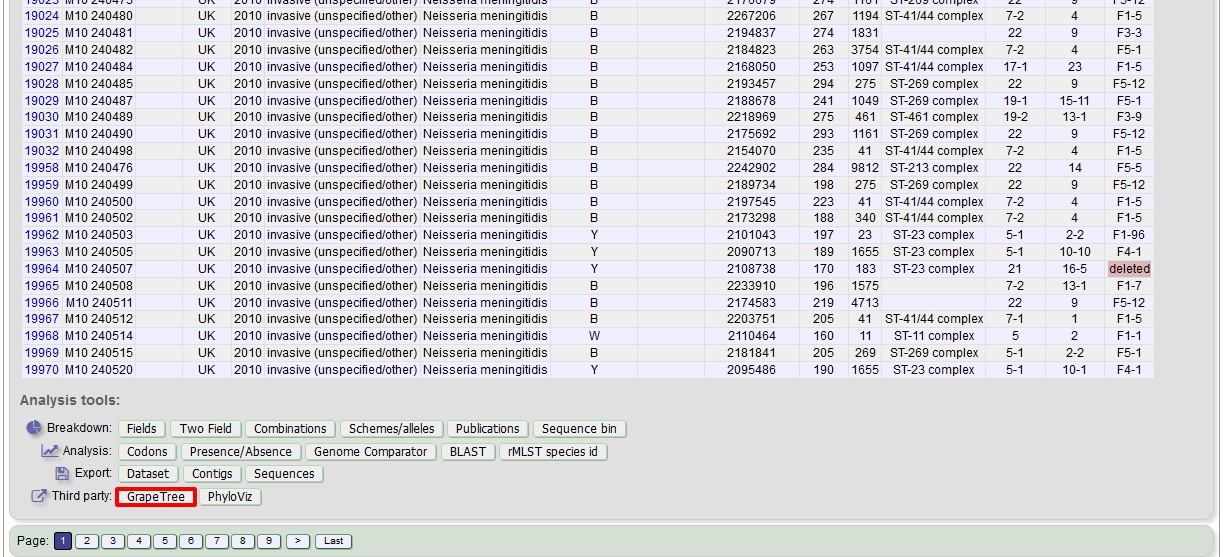 19024 M10 240480 UK 2010 invasive (unspecified/other) Neisseria meningitidis B 2267206 267 1194 ST-41/44 complex 7-2 4 F1-5
19025 M10 240481 UK 2010 invasive (unspecified/other) Neisseria meningitidis B 2194837 274 1831 22 9 F3-3
19026 M10 240482 UK 2010 invasive (unspecified/other) Neisseria meningitidis B 2184823 263 3754 ST-41/44 complex 7-2 4 F5-1
19027 M10 240484 UK 2010 invasive (unspecified/other) Neisseria meningitidis B 2168050 253 1097 ST-41/44 complex 17-1 23 F1-5
19028 M10 240485 UK 2010 invasive (unspecified/other) Neisseria meningitidis B 2193457 294 275 ST-269 complex 22 9 F5-12
19029 M10 240487 UK 2010 invasive (unspecified/other) Neisseria meningitidis B 2188678 241 1049 ST-269 complex 19-1 15-11 F5-1
19030 M10 240489 UK 2010 invasive (unspecified/other) Neisseria meningitidis B 2218969 275 461 ST-461 complex 19-2 13-1 F3-9
19031 M10 240490 UK 2010 invasive (unspecified/other) Neisseria meningitidis B 2175692 293 1161 ST-269 complex 22 9 F5-12
19032 M10 240498 UK 2010 invasive (unspecified/other) Neisseria meningitidis B 2154070 235 41 ST-41/44 complex 7-2 4 F1-5
19958 M10 240476 UK 2010 invasive (unspecified/other) Neisseria meningitidis B 2242902 284 9812 ST-213 complex 22 14 F5-5
19959 M10 240499 UK 2010 invasive (unspecified/other) Neisseria meningitidis B 2189734 198 275 ST-269 complex 22 9 F5-12
19960 M10 240500 UK 2010 invasive (unspecified/other) Neisseria meningitidis B 2197545 223 41 ST-41/44 complex 7-2 4 F1-5
19961 M10 240502 UK 2010 invasive (unspecified/other) Neisseria meningitidis B 2173298 188 340 ST-41/44 complex 7-2 4 F1-5
19962 M10 240503 UK 2010 invasive (unspecified/other) Neisseria meningitidis Y 2101043 197 23 ST-23 complex 5-1 2-2 F1-96
19963 M10 240505 UK 2010 invasive (unspecified/other) Neisseria meningitidis Y 2090713 189 1655 ST-23 complex 5-1 10-10 F4-1
19964 M10 240507 UK 2010 invasive (unspecified/other) Neisseria meningitidis Y 2108738 170 183 ST-23 complex 21 16-5 deleted
19965 M10 240508 UK 2010 invasive (unspecified/other) Neisseria meningitidis B 2233910 196 1575 7-2 13-1 F1-7
19966 M10 240511 UK 2010 invasive (unspecified/other) Neisseria meningitidis B 2174583 219 4713 22 9 F5-12
19967 M10 240512 UK 2010 invasive (unspecified/other) Neisseria meningitidis B 2203751 205 41 ST-41/44 complex 7-1 1 F1-5
19968 M10 240514 UK 2010 invasive (unspecified/other) Neisseria meningitidis W 2110464 160 11 ST-11 complex 5 2 F1-1
19969 M10 240515 UK 2010 invasive (unspecified/other) Neisseria meningitidis B 2181841 205 269 ST-269 complex 5-1 2-2 F5-1
19970 M10 240520 UK 2010 invasive (unspecified/other) Neisseria meningitidis Y 2095486 190 1655 ST-23 complex 5-1 10-1 F4-1
Analysis tools:
Breakdown: Fields Two Field Combinations Schemes/alleles Publications Sequence bin
Analysis: Codons Presence/Absence Genome Comparator BLAST rMLST species id
Export: Dataset Contigs Sequences
Third party: GrapeTree PhyloViz
Page: 1 2 3 4 5 6 7 8 9 > Last